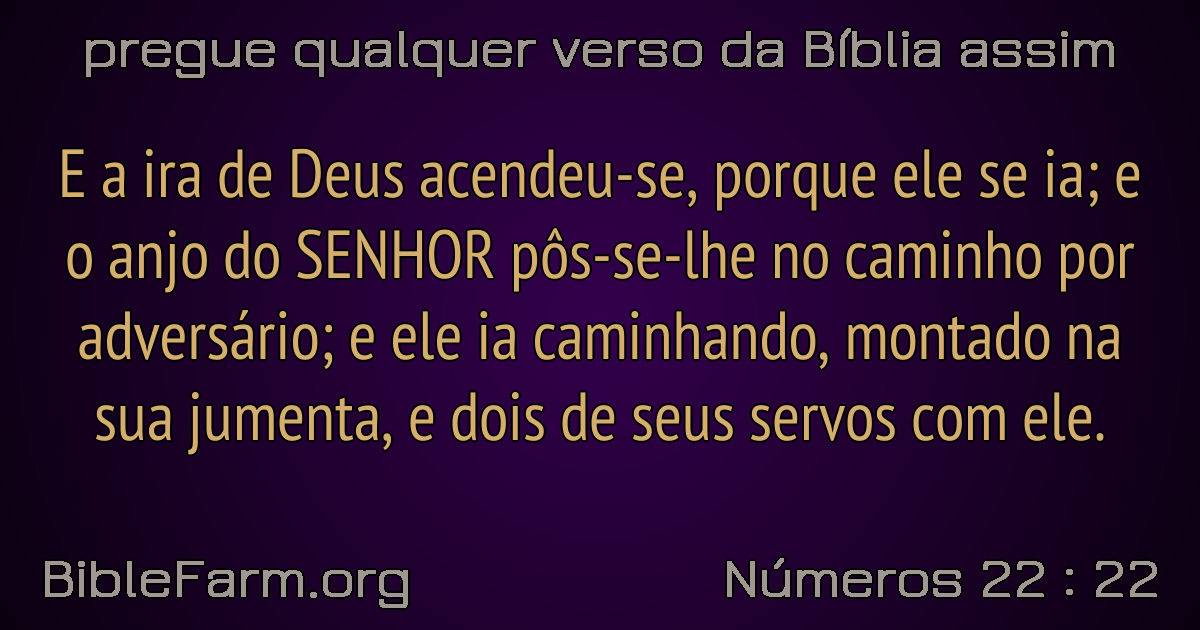 pregue qualquer verso da Bíblia assim
E a ira de Deus acendeu-se, porque ele se ia; e
o anjo do SENHOR pôs-se-lhe no caminho por
adversário; e ele ia caminhando, montado na
sua jumenta, e dois de seus servos com ele.
BibleFarm.org
Números 22 : 22